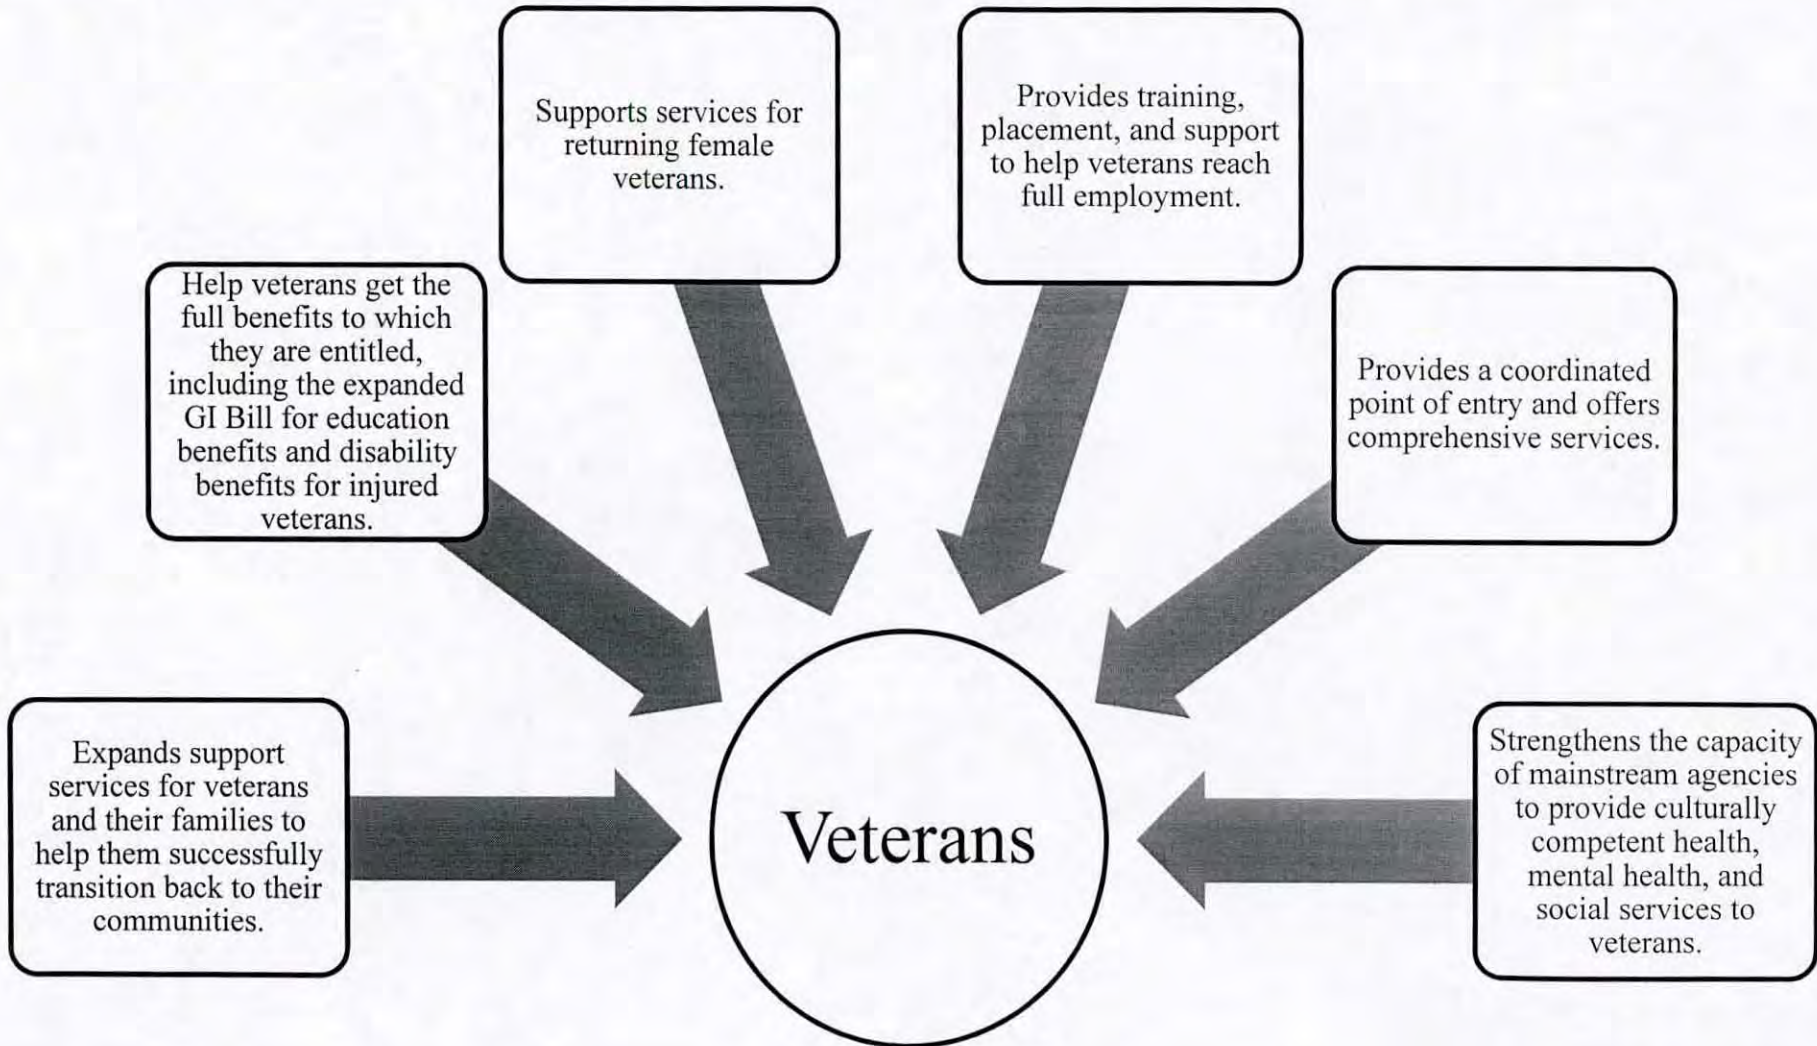 Supports services for
returning female
veterans.
Provides training,
placement, and support
to help veterans reach
full employment.
Help veterans get the
full benefits to which
they are entitled,
including the expanded
GI Bill for education
benefits and disability
benefits for injured
veterans.
Provides a coordinated
point of entry and offers
comprehensive services.
Expands support
services for veterans
and their families to
help them successfully
transition back to their
communities.
Veterans
Strengthens the capacity
of mainstream agencies
to provide culturally
competent health,
mental health, and
social services to
veterans.